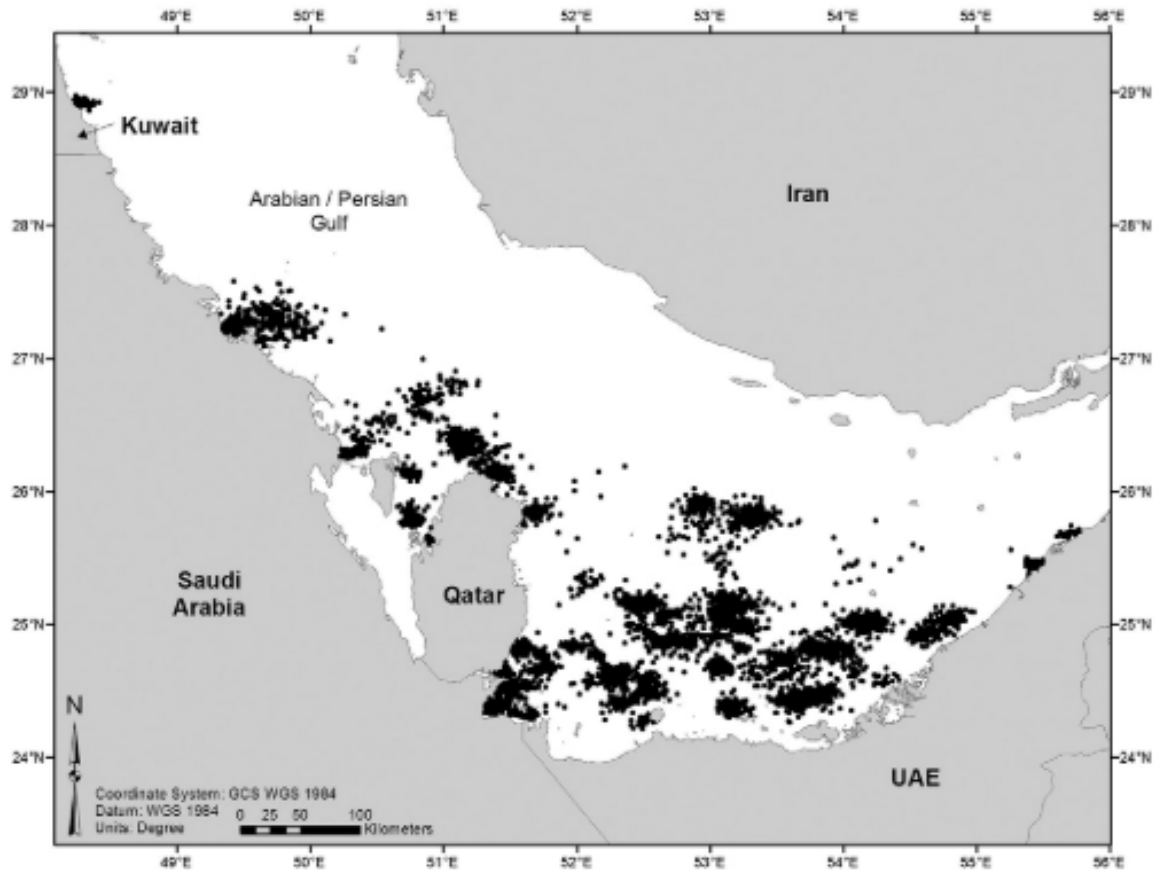 49°E 50°E 51°E 52°E 53°E 54°E 55°E 56°E
29°N 29°N
Kuwait
Iran
Arabian / Persian
Gulf
28°N 28°N
27°N 27°N
26°N 26°N
Saudi
Arabia
Qatar
25°N 25°N
N
24°N 24°N
UAE
Coordinate System: GCS WGS 1984
Datum: WGS 1984
Units: Degree
0 25 50 100
Kilometers
49°E 50°E 51°E 52°E 53°E 54°E 55°E 56°E